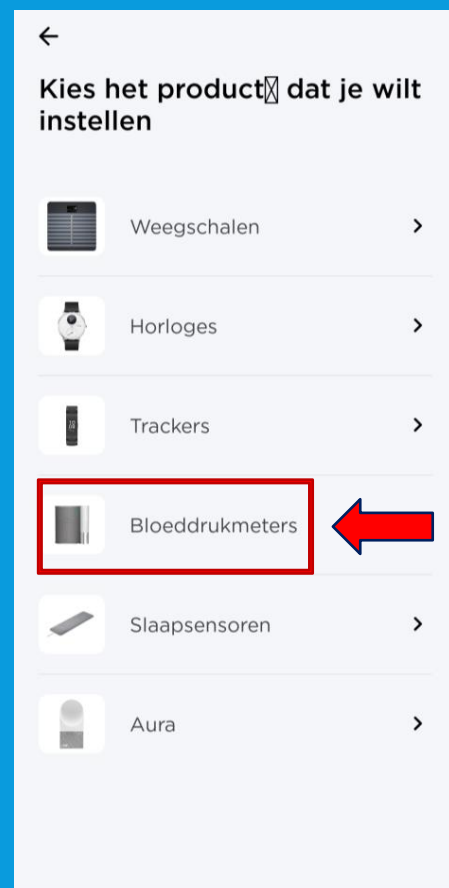 Kies het product dat je wilt
instellen
Weegschalen
Horloges
Trackers
Bloeddrukmeters
Slaapsensoren
Aura